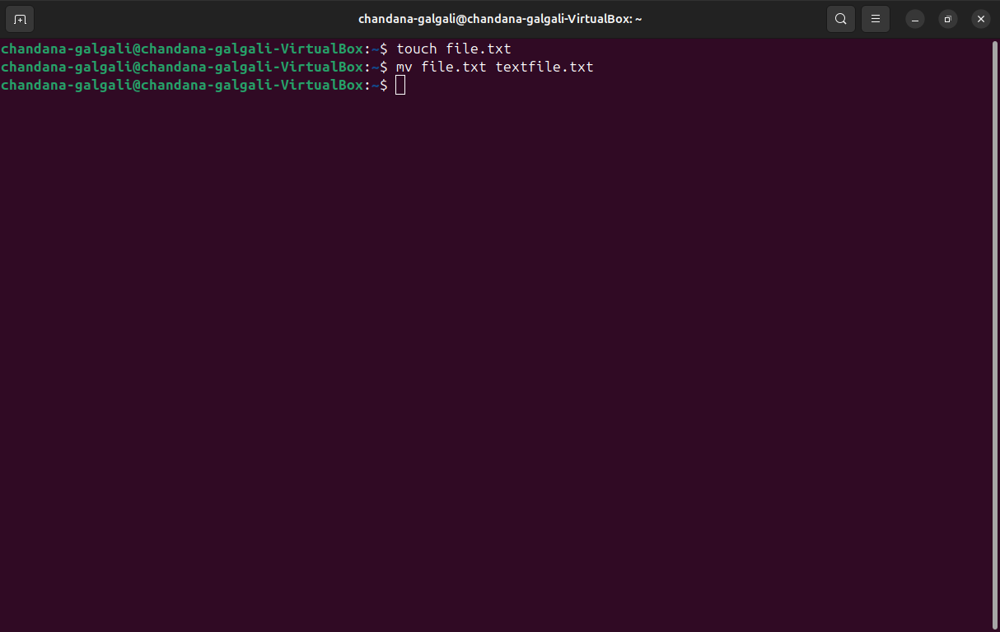 chandana-galgali@chandana-galgali-VirtualBox: ~
chandana-galgali@chandana-galgali-VirtualBox:~$ touch file.txt
chandana-galgali@chandana-galgali-VirtualBox:~$ mv file.txt textfile.txt
chandana-galgali@chandana-galgali-VirtualBox:~$